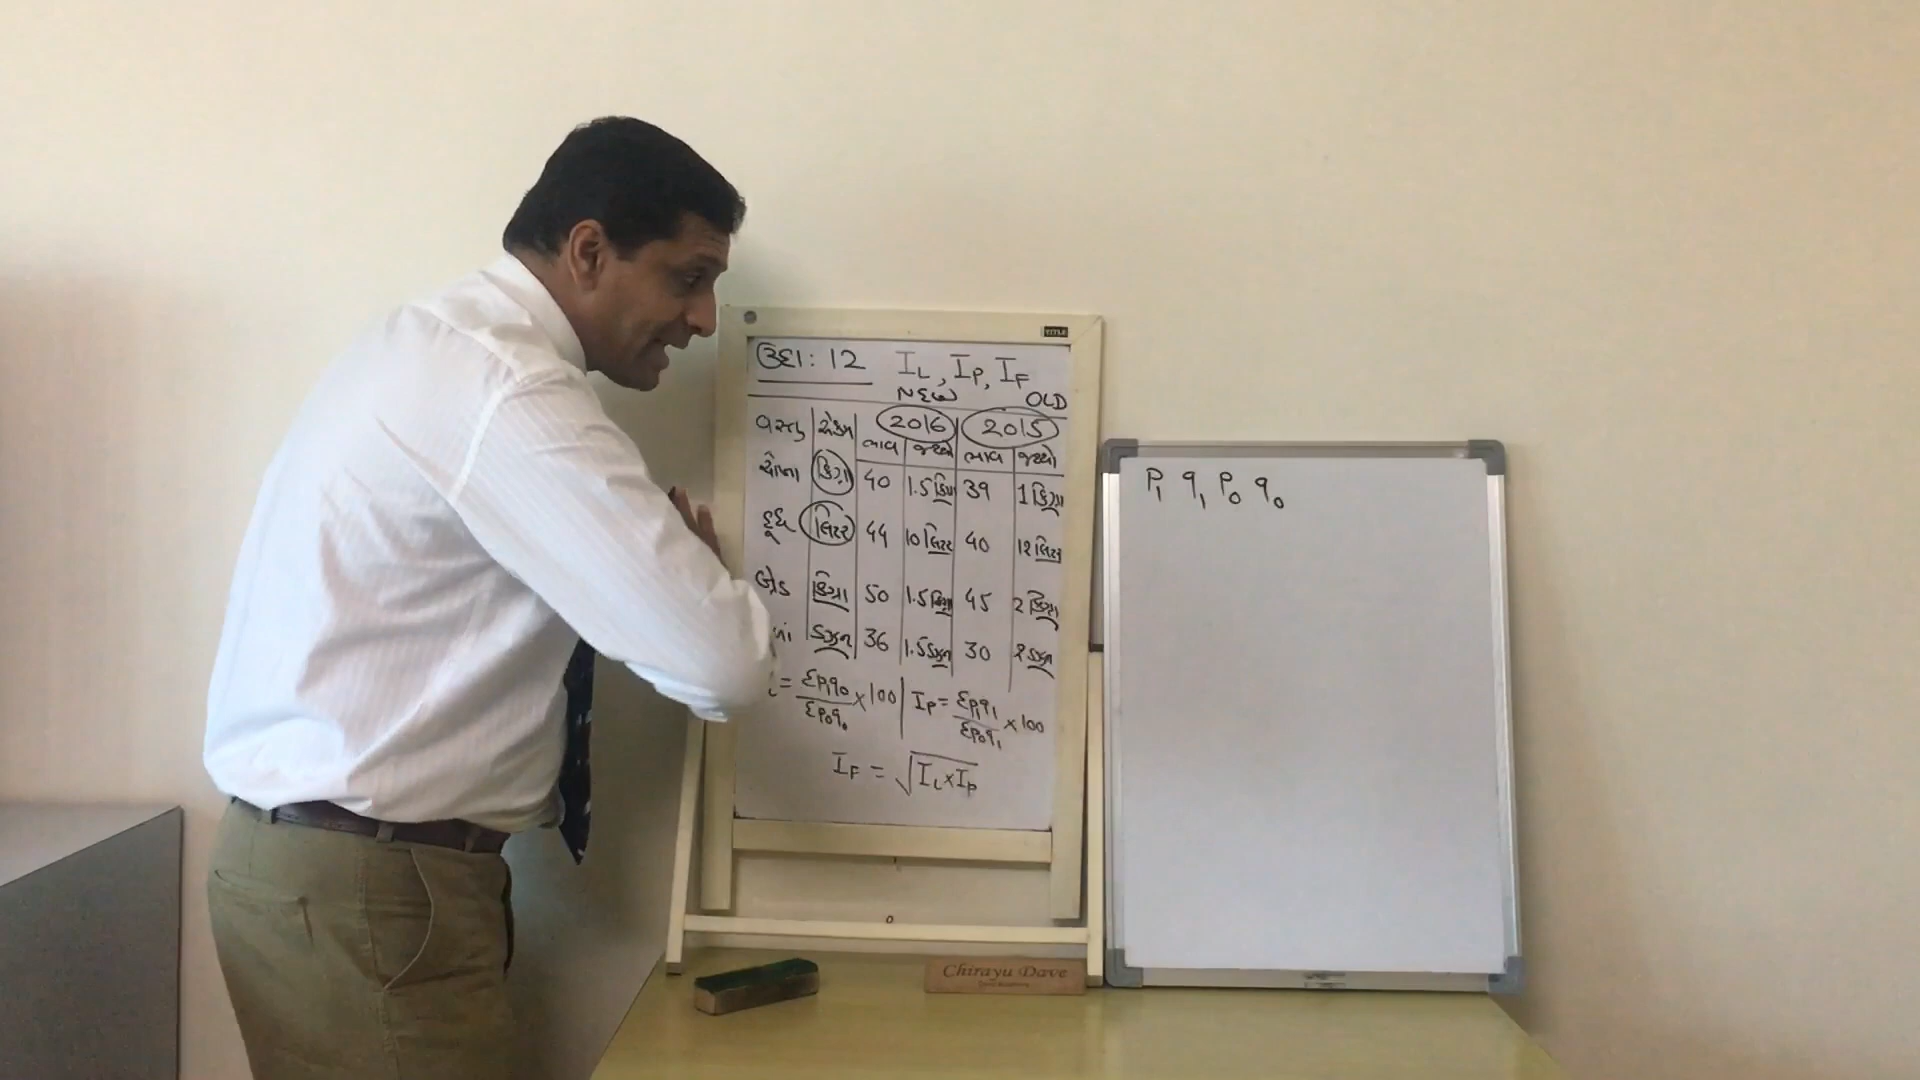 ઉદા: 12 IL, IP, IF
NEW OLD
વસ્તુ એકમ 2016 2015
ભાવ જથ્થો ભાવ જથ્થો
ચોખા કિગ્રા 40 1.5 કિગ્રા 39 1 કિગ્રા
દૂધ લિટર 44 10 લિટર 40 12 લિટર
બ્રેડ કિગ્રા 50 1.5 કિગ્રા 45 2 કિગ્રા
ડઝન 36 1.5 ડઝન 30 2 ડઝન
= Σp₁q₀ / Σp₀q₀ × 100 | IP = Σp₁q₁ / Σp₀q₁ × 100
IF = √IL × IP
P₁ q₁ P₀ q₀
Chirayu Dave